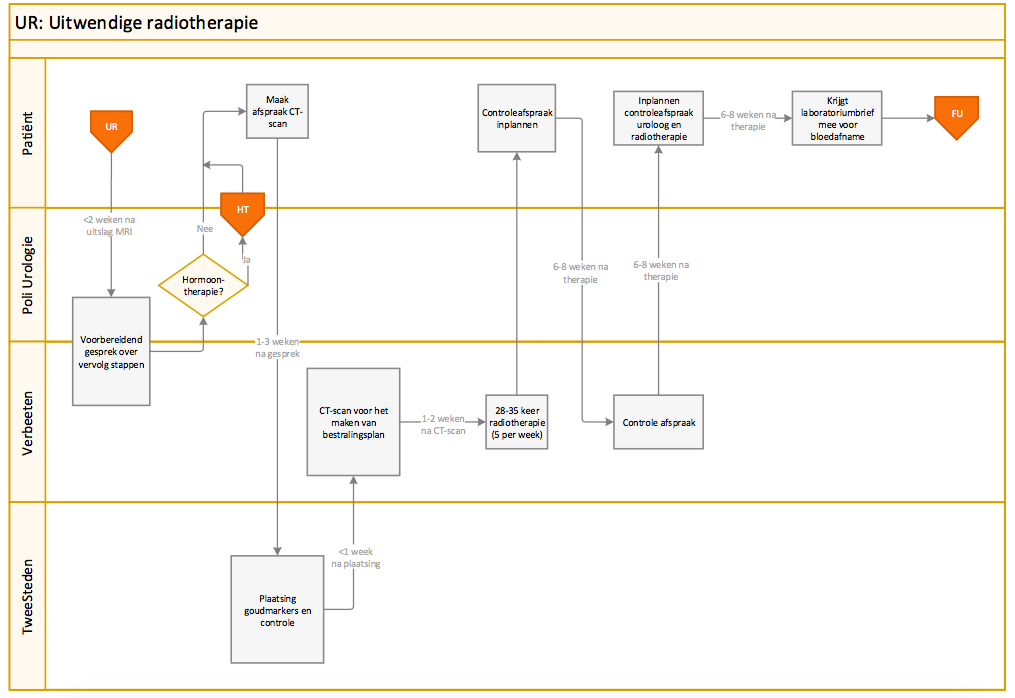 UR: Uitwendige radiotherapie
Patiënt
UR
Maak
afspraak CT-
scan
Controleafspraak
inplannen
Inplannen
controleafspraak
uroloog en
radiotherapie
6-8 weken na
therapie
Krijgt
laboratoriumbrief
mee voor
bloedafname
FU
HT
Poli Urologie
<2 weken na
uitslag MRI
Nee
Ja
Hormoon-
therapie?
6-8 weken na
therapie
6-8 weken na
therapie
Voorbereidend
gesprek over
vervolg stappen
1-3 weken
na gesprek
Verbeeten
CT-scan voor het
maken van
bestralingsplan
1-2 weken
na CT-scan
28-35 keer
radiotherapie
(5 per week)
Controle afspraak
TweeSteden
<1 week
na plaatsing
Plaatsing
goudmarkers en
controle